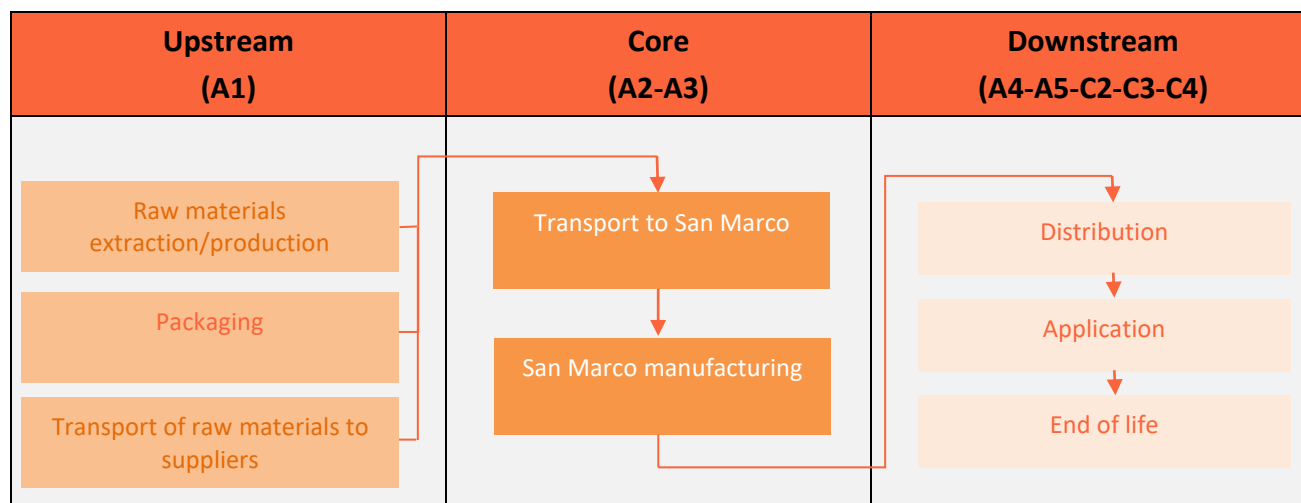 Upstream
(A1)
Core
(A2-A3)
Downstream
(A4-A5-C2-C3-C4)
Raw materials
extraction/production
Packaging
Transport of raw materials to
suppliers
Transport to San Marco
San Marco manufacturing
Distribution
Application
End of life